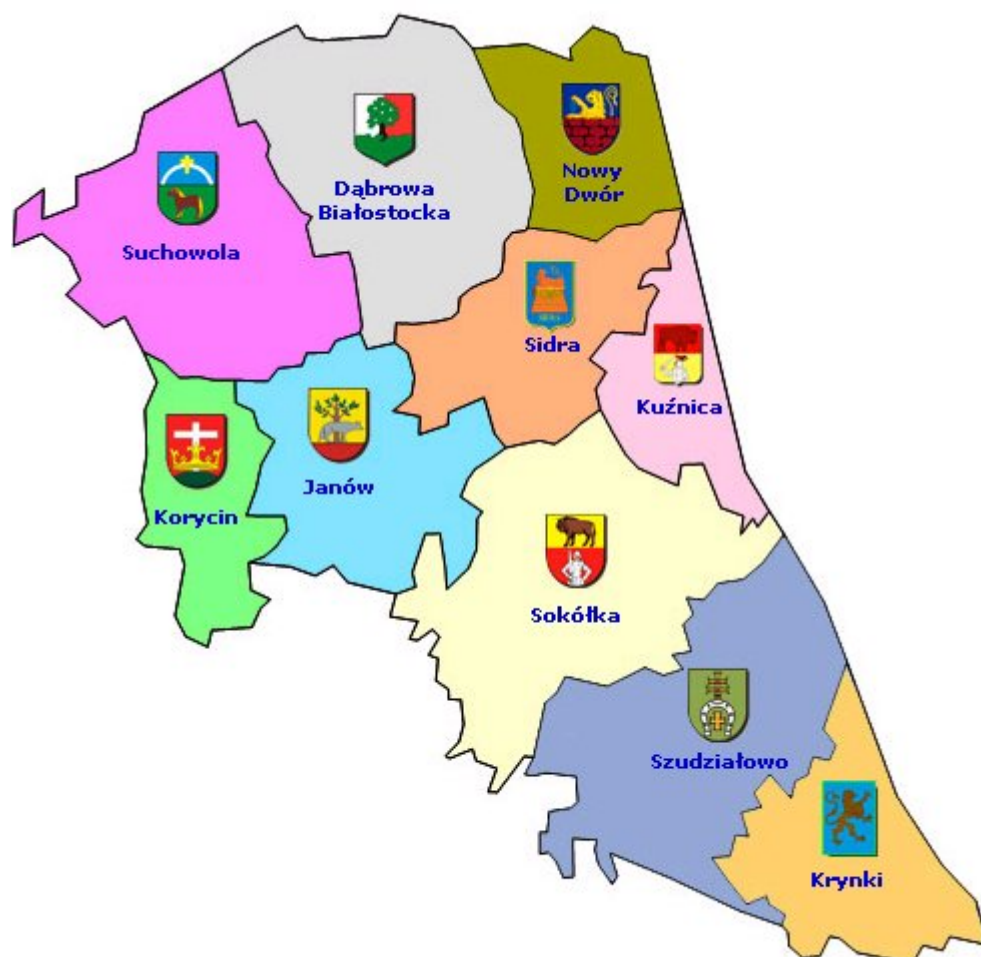 Nowy
Dwór
Dąbrowa
Białostocka
Suchowola
Sidra
Kuźnica
Janów
Korycin
Sokółka
Szudziałowo
Krynki